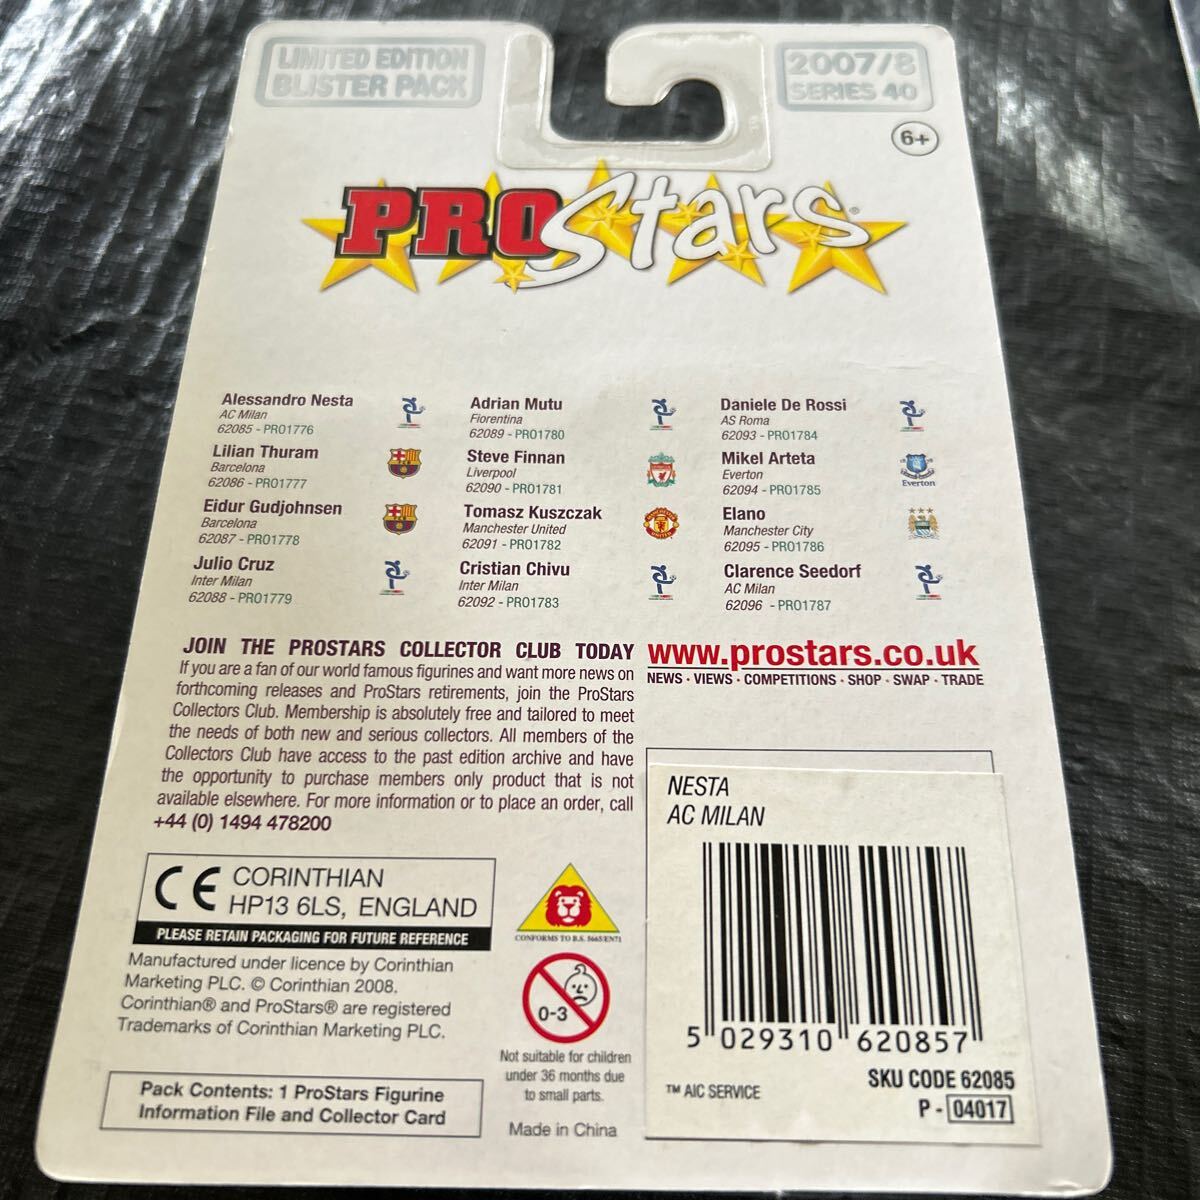 LIMITED EDITION
BLISTER PACK
2007/8
SERIES 40
6+
PROStars®
Alessandro Nesta
AC Milan
62085 - PRO1776
Lilian Thuram
Barcelona
62086 - PRO1777
Eidur Gudjohnsen
Barcelona
62087 - PRO1778
Julio Cruz
Inter Milan
62088 - PRO1779
Adrian Mutu
Fiorentina
62089 - PRO1780
Steve Finnan
Liverpool
62090 - PRO1781
Tomasz Kuszczak
Manchester United
62091 - PRO1782
Cristian Chivu
Inter Milan
62092 - PRO1783
Daniele De Rossi
AS Roma
62093 - PRO1784
Mikel Arteta
Everton
62094 - PRO1785
Everton
Elano
Manchester City
62095 - PRO1786
Clarence Seedorf
AC Milan
62096 - PRO1787
JOIN THE PROSTARS COLLECTOR CLUB TODAY
If you are a fan of our world famous figurines and want more news on
forthcoming releases and ProStars retirements, join the ProStars
Collectors Club. Membership is absolutely free and tailored to meet
the needs of both new and serious collectors. All members of the
Collectors Club have access to the past edition archive and have
the opportunity to purchase members only product that is not
available elsewhere. For more information or to place an order, call
+44 (0) 1494 478200
www.prostars.co.uk
NEWS · VIEWS · COMPETITIONS · SHOP · SWAP · TRADE
CE CORINTHIAN
HP13 6LS, ENGLAND
PLEASE RETAIN PACKAGING FOR FUTURE REFERENCE
Manufactured under licence by Corinthian
Marketing PLC. © Corinthian 2008.
Corinthian® and ProStars® are registered
Trademarks of Corinthian Marketing PLC.
Pack Contents: 1 ProStars Figurine
Information File and Collector Card
CONFORMS TO B.S. 5665/EN71
0-3
Not suitable for children
under 36 months due
to small parts.
Made in China
NESTA
AC MILAN
5 029310 620857
™ AIC SERVICE
SKU CODE 62085
P - 04017